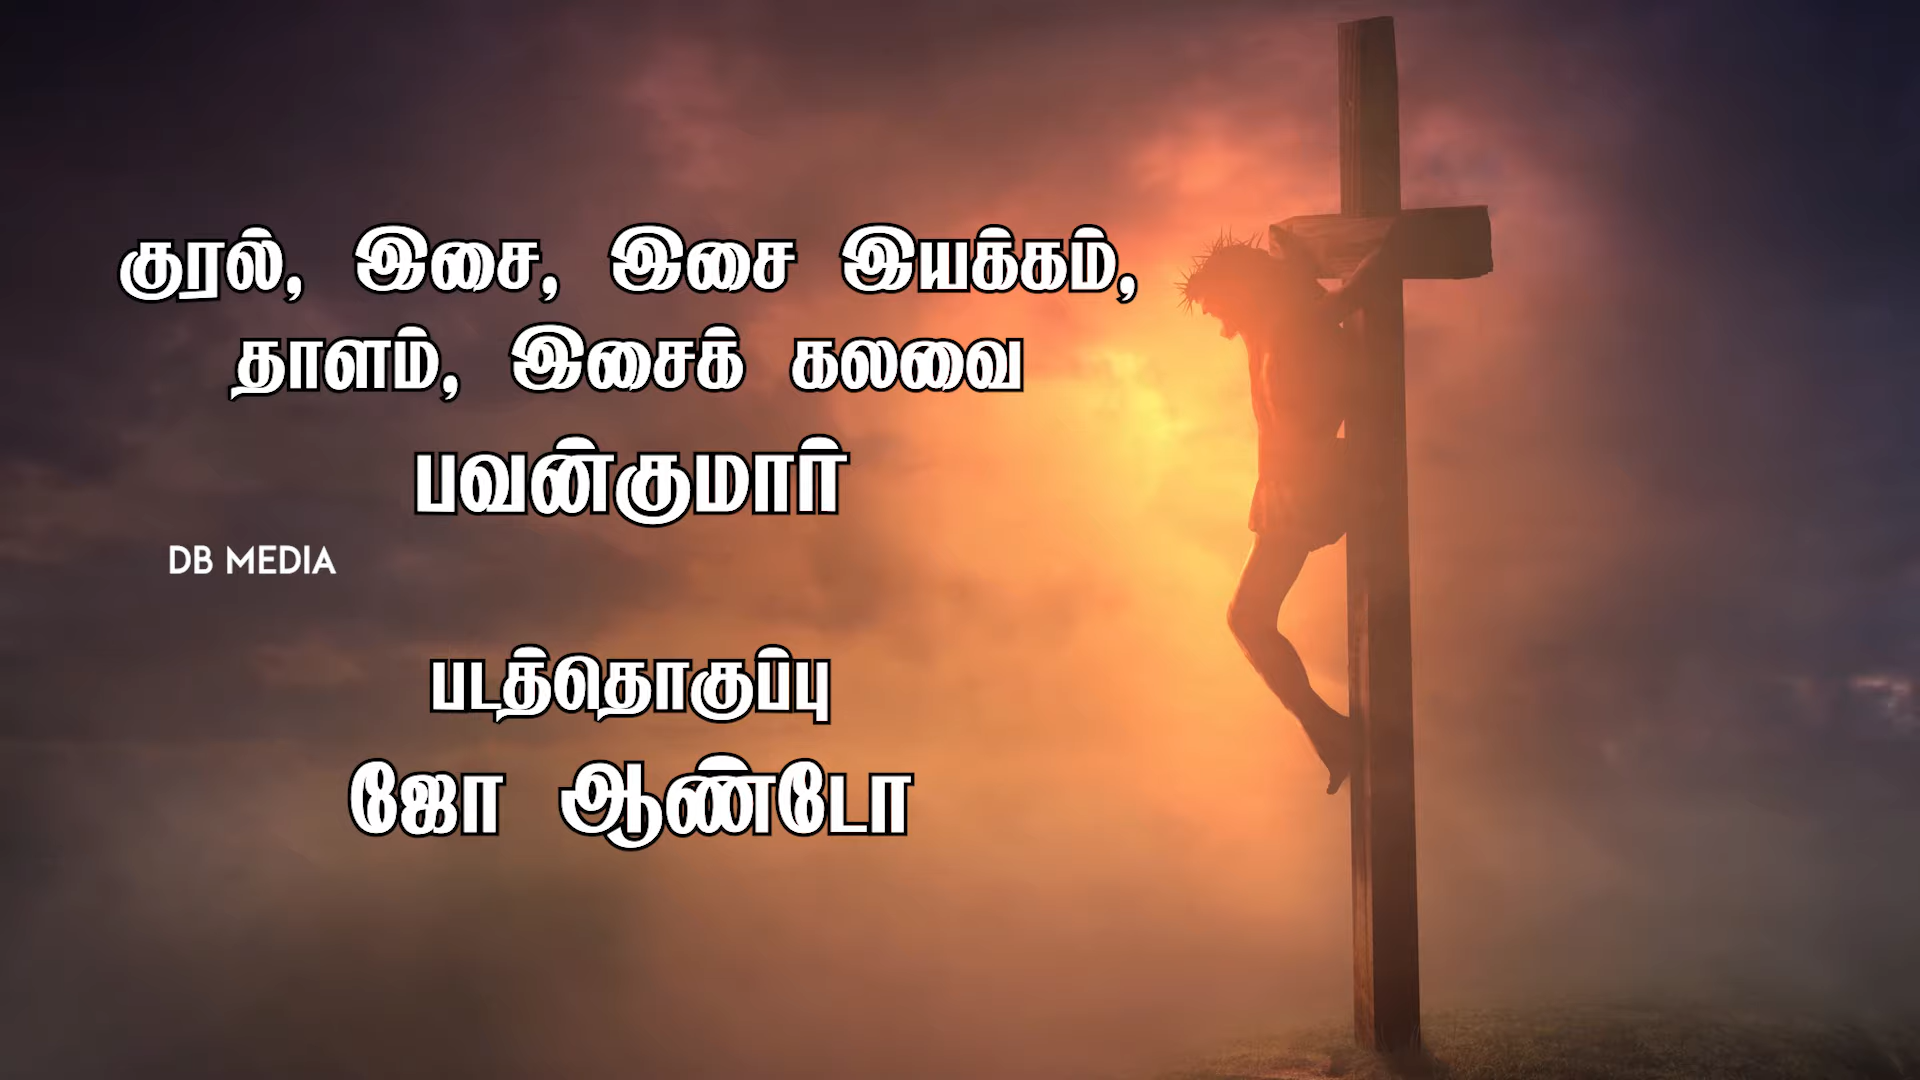 குரல், இசை, இசை இயக்கம்,
தாளம், இசைக் கலவை
பவன்குமார்
DB MEDIA
படத்தொகுப்பு
ஜோ ஆண்டோ